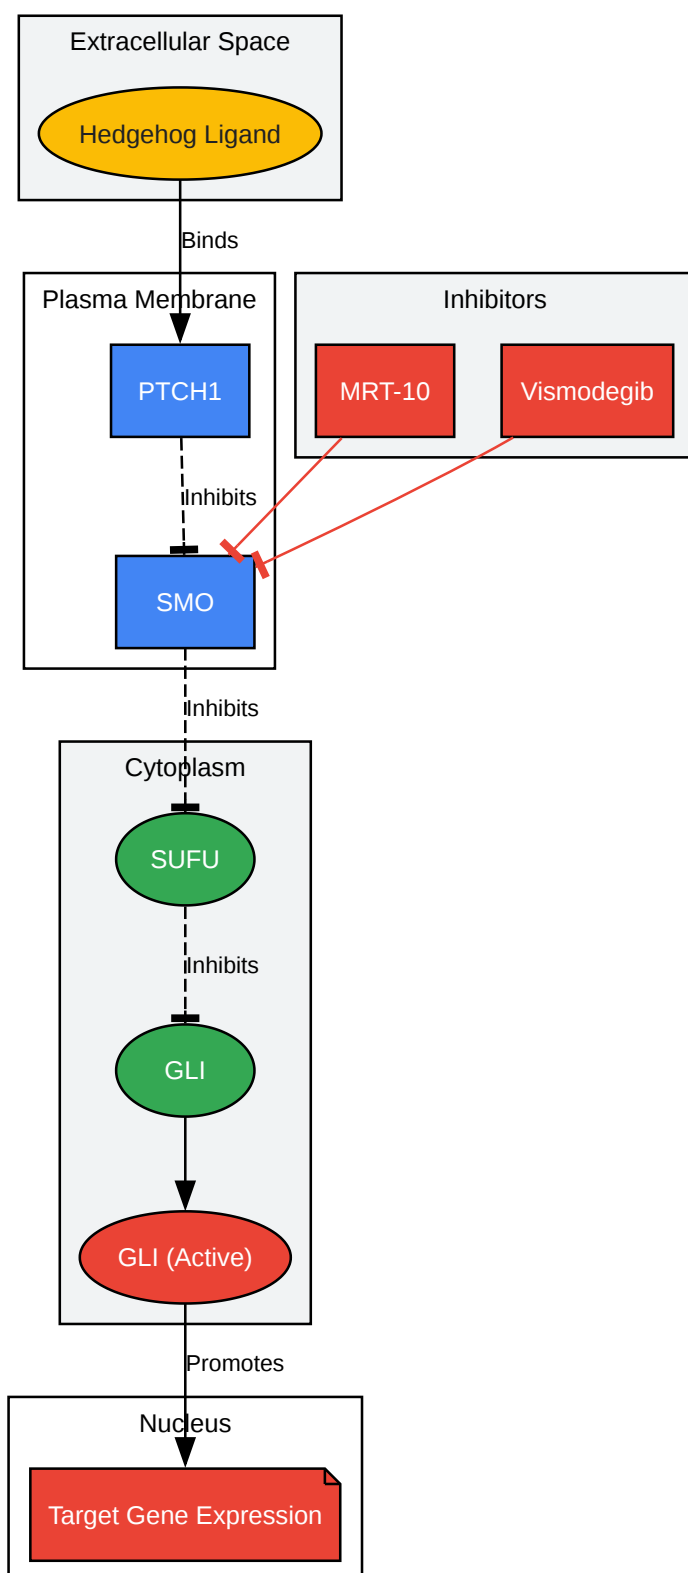 Extracellular Space
Hedgehog Ligand
Binds
Plasma Membrane
Inhibitors
PTCH1
MRT-10
Vismodegib
Inhibits
SMO
Inhibits
Cytoplasm
SUFU
Inhibits
GLI
GLI (Active)
Promotes
Nucleus
Target Gene Expression